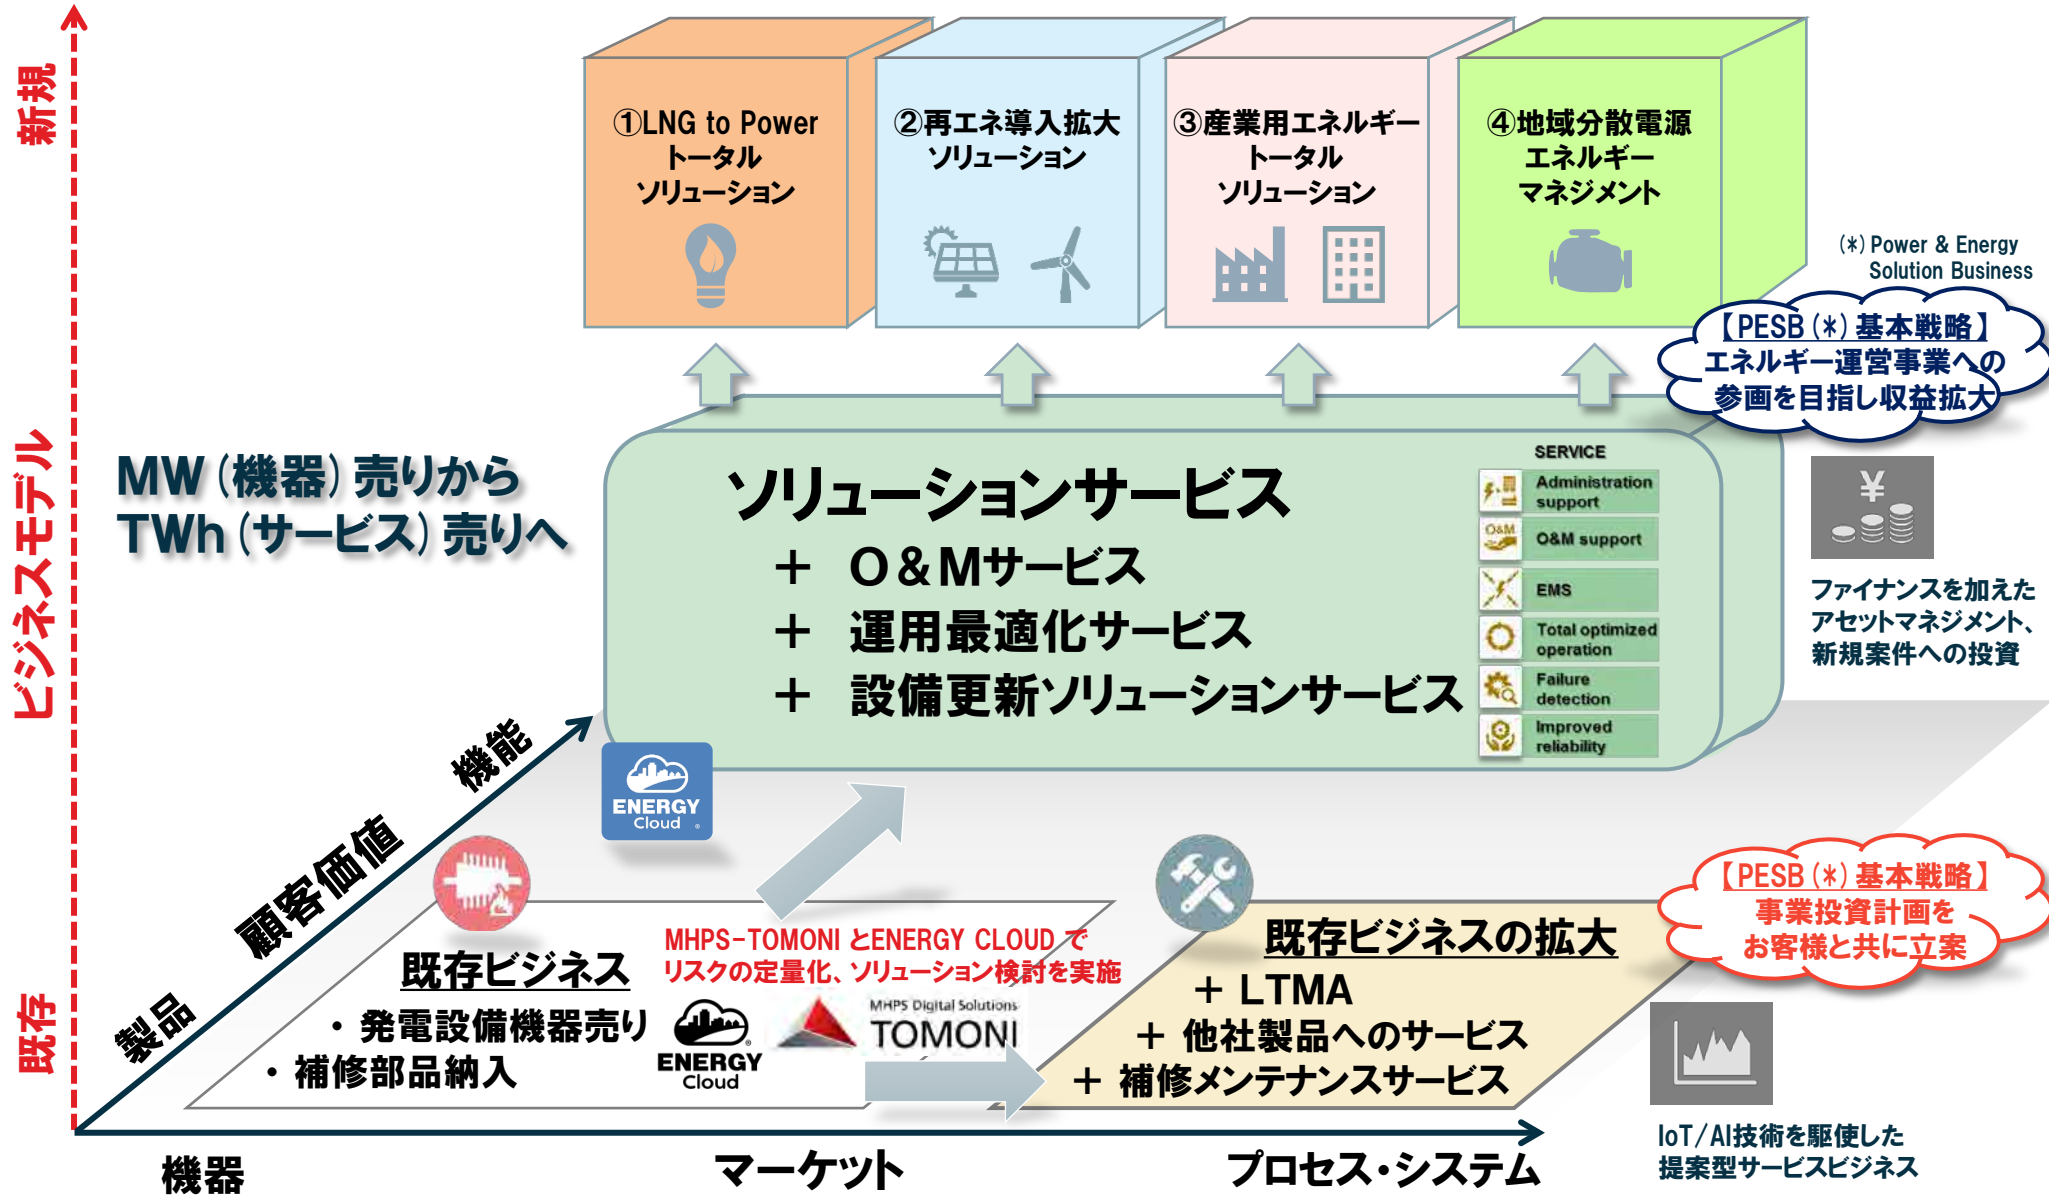 新規
ビジネスモデル
既存
①LNG to Power
トータル
ソリューション
②再エネ導入拡大
ソリューション
③産業用エネルギー
トータル
ソリューション
④地域分散電源
エネルギー
マネジメント
(*) Power & Energy
Solution Business
【PESB(*)基本戦略】
エネルギー運営事業への
参画を目指し収益拡大
MW(機器)売りから
TWh(サービス)売りへ
ソリューションサービス
+ O&Mサービス
+ 運用最適化サービス
+ 設備更新ソリューションサービス
SERVICE
Administration
support
O&M
O&M support
EMS
Total optimized
operation
Failure
detection
Improved
reliability
¥
ファイナンスを加えた
アセットマネジメント、
新規案件への投資
機能
顧客価値
製品
ENERGY
Cloud
既存ビジネス
・発電設備機器売り
・補修部品納入
MHPS-TOMONI とENERGY CLOUD で
リスクの定量化、ソリューション検討を実施
ENERGY
Cloud
MHPS Digital Solutions
TOMONI
既存ビジネスの拡大
+ LTMA
+ 他社製品へのサービス
+ 補修メンテナンスサービス
【PESB(*)基本戦略】
事業投資計画を
お客様と共に立案
IoT/AI技術を駆使した
提案型サービスビジネス
機器
マーケット
プロセス・システム